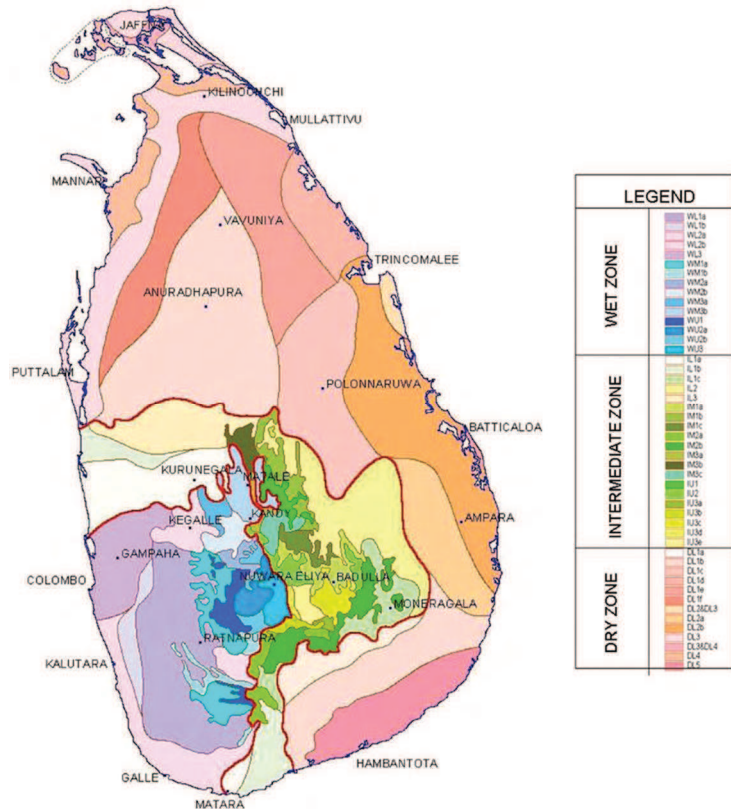 JAFFNA
KILINOCHCHI
MULLATTIVU
MANNAR
VAVUNIYA
TRINCOMALEE
ANURADHAPURA
PUTTALAM
POLONNARUWA
BATTICALOA
KURUNEGALA
MATALE
KEGALLE
KANDY
AMPARA
GAMPAHA
COLOMBO
NUWARA ELIYA
BADULLA
MONERAGALA
RATNAPURA
KALUTARA
GALLE
HAMBANTOTA
MATARA
LEGEND
WET ZONE
WL1a
WL1b
WL2a
WL2b
WL3
WM1a
WM1b
WM2a
WM2b
WM3a
WM3b
WU1
WU2a
WU2b
WU3
INTERMEDIATE ZONE
IL1a
IL1b
IL1c
IL2
IL3
IM1a
IM1b
IM1c
IM2a
IM2b
IM3a
IM3b
IM3c
IU1
IU2
IU3a
IU3b
IU3c
IU3d
IU3e
DRY ZONE
DL1a
DL1b
DL1c
DL1d
DL1e
DL1f
DL2&DL3
DL2a
DL2b
DL3
DL3&DL4
DL4
DL5